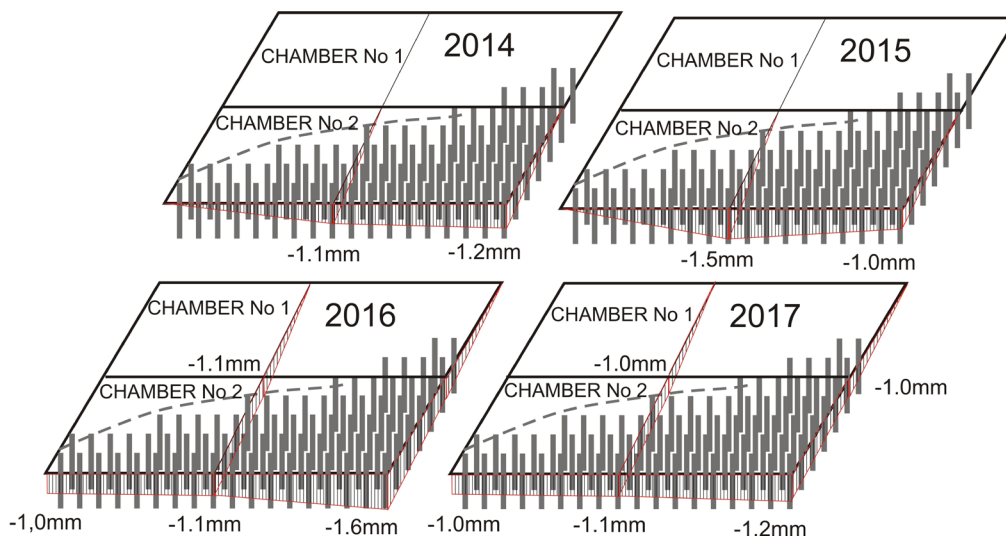 CHAMBER No 1
2014
CHAMBER No 2
-1.1mm
-1.2mm
CHAMBER No 1
2015
CHAMBER No 2
-1.5mm
-1.0mm
CHAMBER No 1
2016
-1.1mm
CHAMBER No 2
-1,0mm
-1.1mm
-1.6mm
CHAMBER No 1
2017
-1.0mm
CHAMBER No 2
-1.0mm
-1.0mm
-1.1mm
-1.2mm